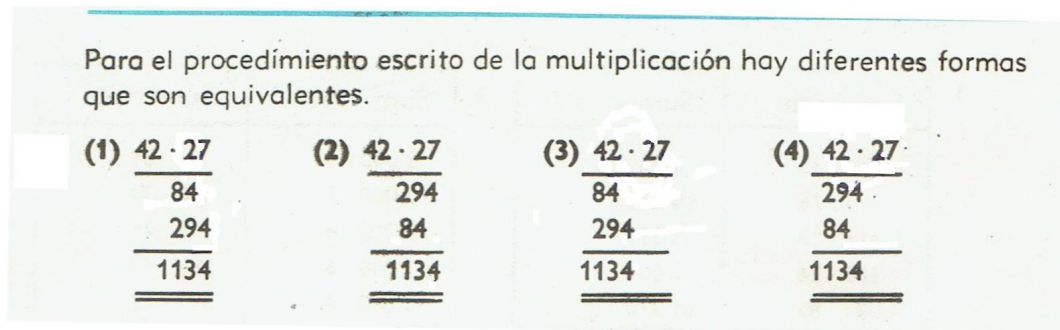 Para el procedímiento escrito de la multiplicación hay diferentes formas
que son equivalentes.
(1) 42 · 27 (2) 42 · 27 (3) 42 · 27 (4) 42 · 27
84 294 84 294
294 84 294 84
1134 1134 1134 1134